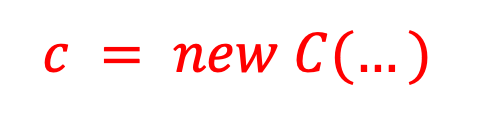 c = new C(…)